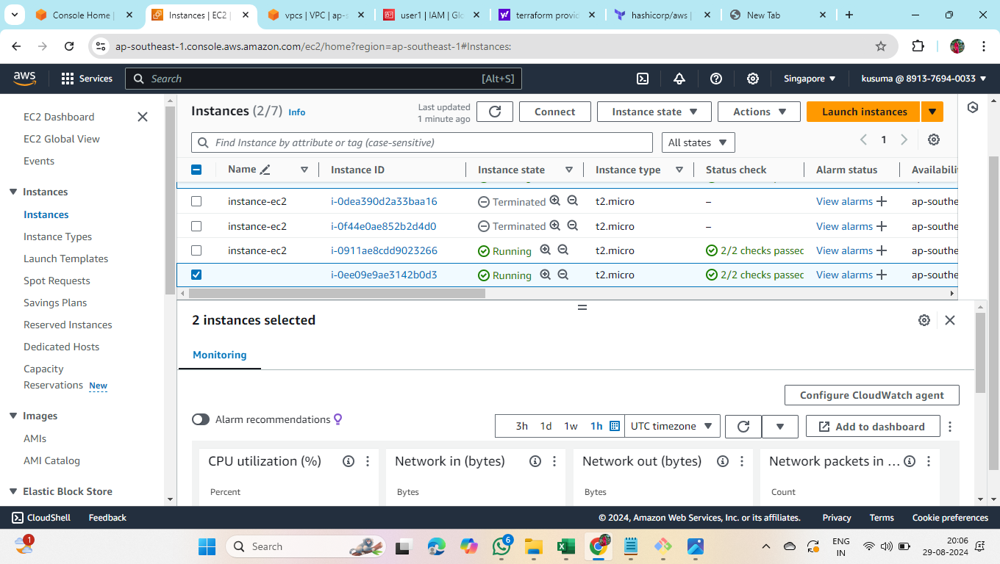 Console Home |
Instances | EC2 |
vpcs | VPC | ap-s
user1 | IAM | Glo
terraform provid
hashicorp/aws |
New Tab
ap-southeast-1.console.aws.amazon.com/ec2/home?region=ap-southeast-1#Instances:
aws
Services
Search
[Alt+S]
Singapore
kusuma @ 8913-7694-0033
EC2 Dashboard
EC2 Global View
Events
Instances
Instances
Instance Types
Launch Templates
Spot Requests
Savings Plans
Reserved Instances
Dedicated Hosts
Capacity
Reservations New
Images
AMIs
AMI Catalog
Elastic Block Store
Instances (2/7) Info
Last updated
1 minute ago
Connect
Instance state
Actions
Launch instances
Find Instance by attribute or tag (case-sensitive)
All states
1
Name Instance ID Instance state Instance type Status check Alarm status Availabili
instance-ec2 i-0dea390d2a33baa16 Terminated t2.micro – View alarms ap-southe
instance-ec2 i-0f44e0ae852b2d4d0 Terminated t2.micro – View alarms ap-southe
instance-ec2 i-0911ae8cdd9023266 Running t2.micro 2/2 checks passec View alarms ap-southe
i-0ee09e9ae3142b0d3 Running t2.micro 2/2 checks passec View alarms ap-southe
2 instances selected
Monitoring
Configure CloudWatch agent
Alarm recommendations
3h 1d 1w 1h UTC timezone
Add to dashboard
CPU utilization (%)
Percent
Network in (bytes)
Bytes
Network out (bytes)
Bytes
Network packets in ...
Count
CloudShell Feedback
© 2024, Amazon Web Services, Inc. or its affiliates. Privacy Terms Cookie preferences
1
Search
6
ENG
IN
20:06
29-08-2024